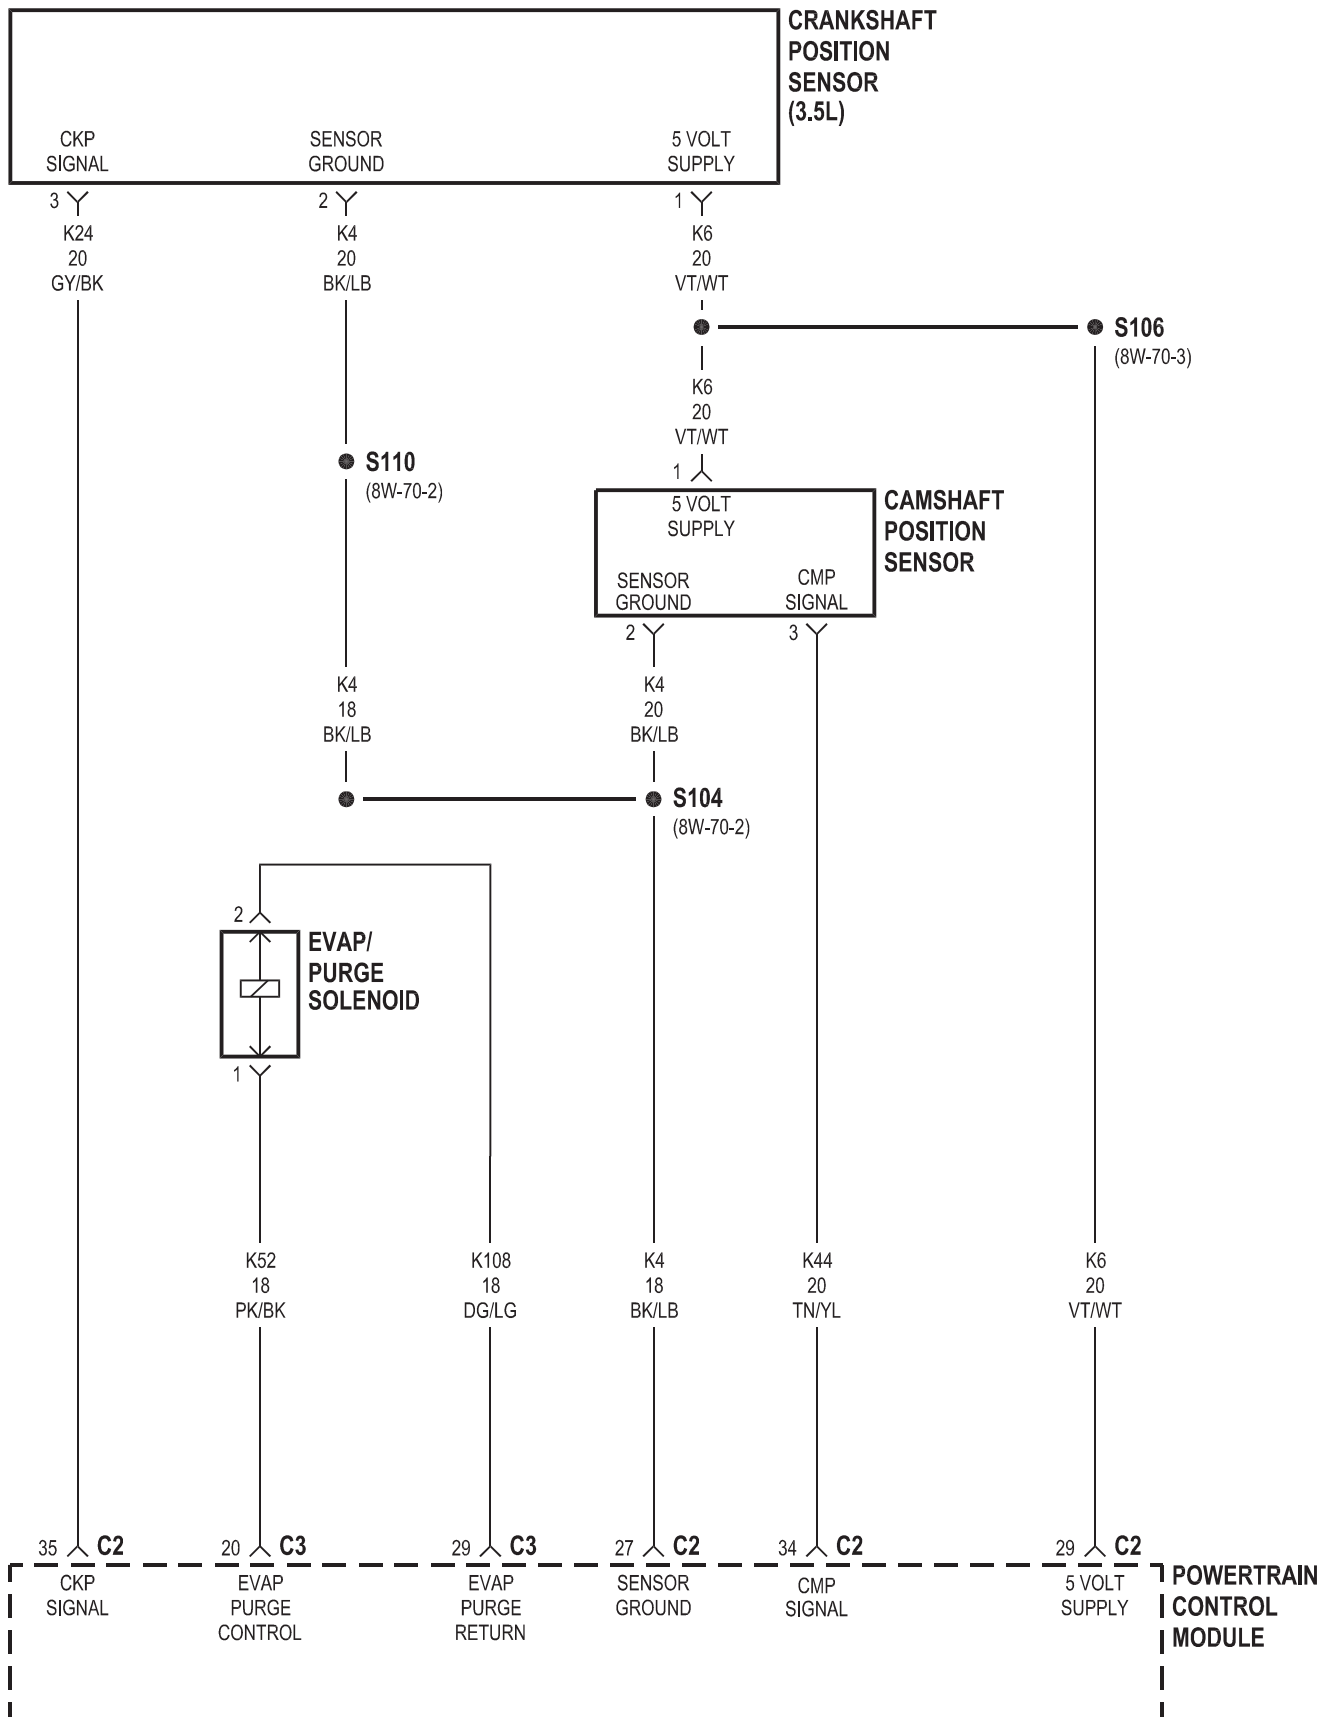 CRANKSHAFT
POSITION
SENSOR
(3.5L)
CKP
SIGNAL
SENSOR
GROUND
5 VOLT
SUPPLY
3
2
1
K24
20
GY/BK
K4
20
BK/LB
K6
20
VT/WT
S106
(8W-70-3)
K6
20
VT/WT
S110
(8W-70-2)
1
5 VOLT
SUPPLY
CAMSHAFT
POSITION
SENSOR
SENSOR
GROUND
CMP
SIGNAL
2
3
K4
18
BK/LB
K4
20
BK/LB
S104
(8W-70-2)
2
EVAP/
PURGE
SOLENOID
1
K52
18
PK/BK
K108
18
DG/LG
K4
18
BK/LB
K44
20
TN/YL
K6
20
VT/WT
35 C2
20 C3
29 C3
27 C2
34 C2
29 C2
CKP
SIGNAL
EVAP
PURGE
CONTROL
EVAP
PURGE
RETURN
SENSOR
GROUND
CMP
SIGNAL
5 VOLT
SUPPLY
POWERTRAIN
CONTROL
MODULE